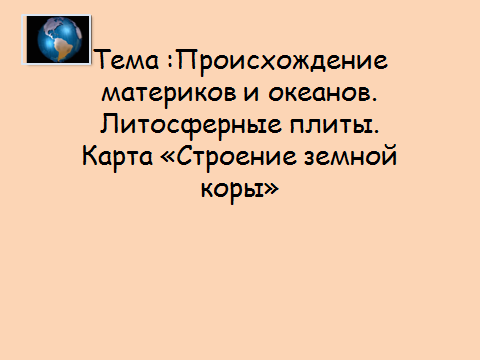 Тема :Происхождение
материков и океанов.
Литосферные плиты.
Карта «Строение земной
коры»